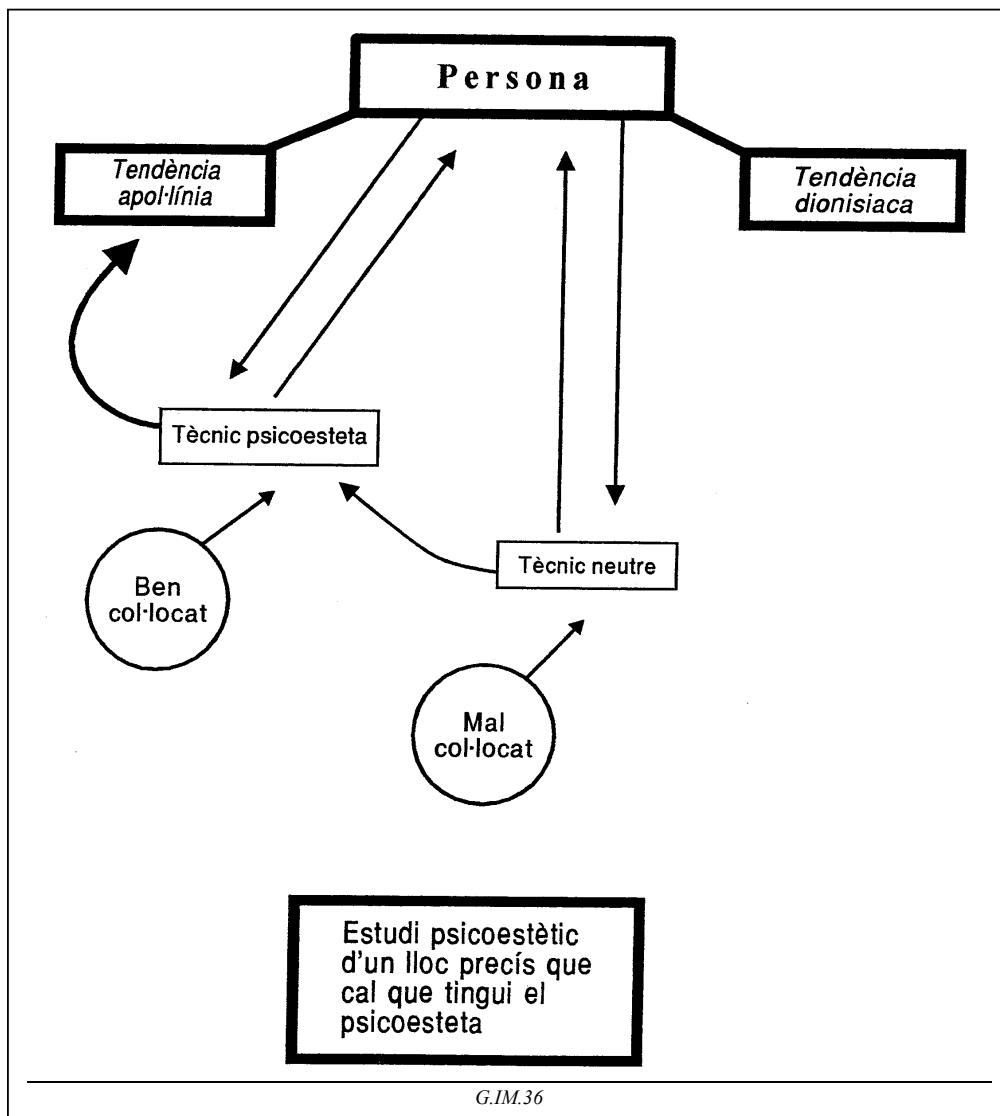 Persona
Tendència
apol·línia
Tendència
dionisiaca
Tècnic psicoesteta
Tècnic neutre
Ben
col·locat
Mal
col·locat
Estudi psicoestètic
d'un lloc precís que
cal que tingui el
psicoesteta
G.IM.36